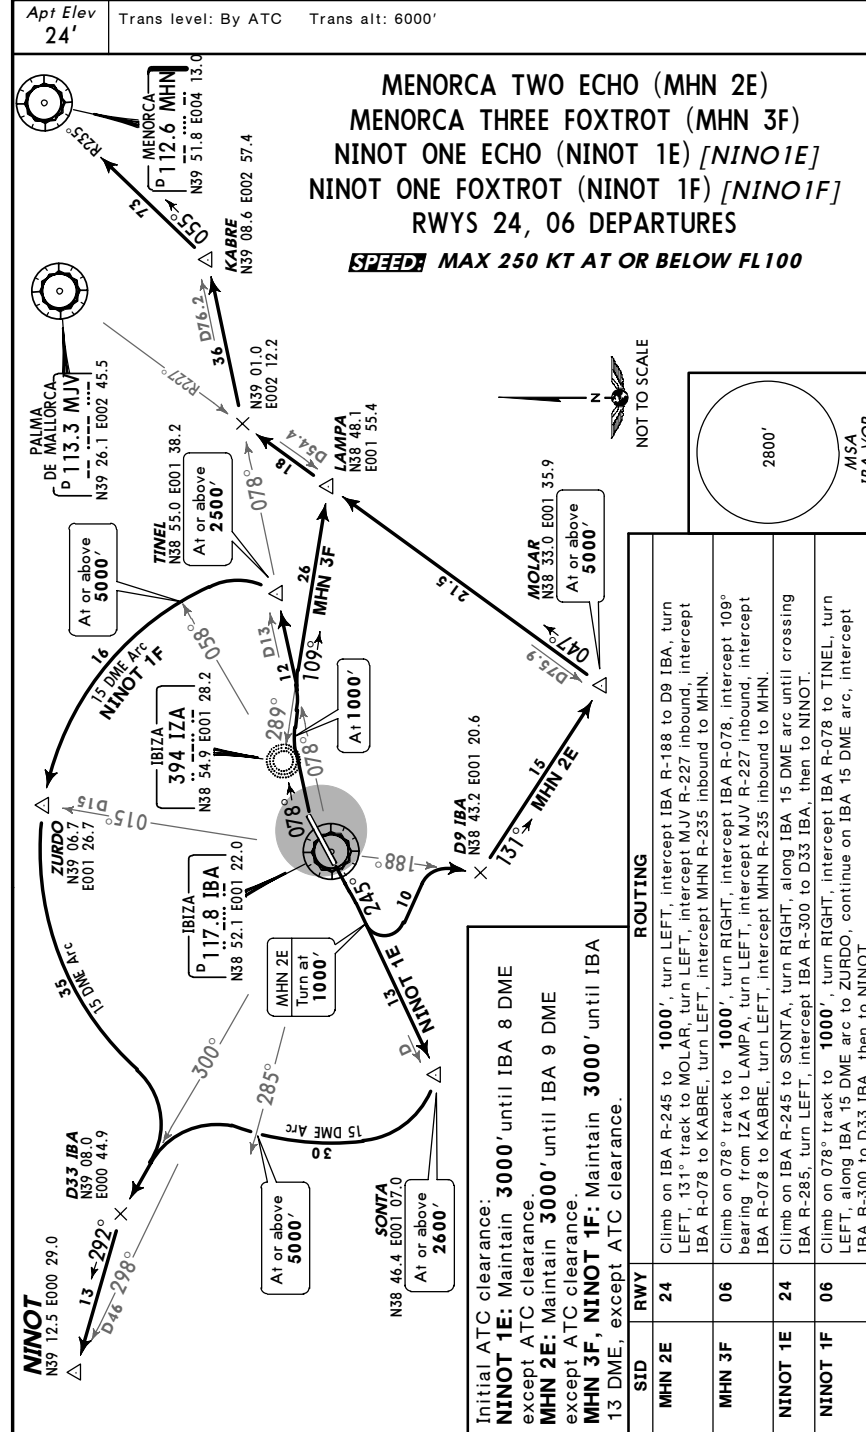 Apt Elev
24'
Trans level: By ATC Trans alt: 6000'
MENORCA TWO ECHO (MHN 2E)
MENORCA THREE FOXTROT (MHN 3F)
NINOT ONE ECHO (NINOT 1E) [NINO1E]
NINOT ONE FOXTROT (NINOT 1F) [NINO1F]
RWYS 24, 06 DEPARTURES
SPEED: MAX 250 KT AT OR BELOW FL100
MENORCA
D 112.6 MHN
N39 51.8 E004 13.0
R235°
73
055°
KABRE
N39 08.6 E002 57.4
PALMA
DE MALLORCA
D 113.3 MJV
N39 26.1 E002 45.5
R227°
D76.2
36
N39 01.0
E002 12.2
D54.4
18
LAMPA
N38 48.1
E001 55.4
078°
N
NOT TO SCALE
TINEL
N38 55.0 E001 38.2
At or above
2500'
At or above
5000'
058°
16
15 DME Arc
NINOT 1F
D13
12
26
MHN 3F
109°
21.5
MOLAR
N38 33.0 E001 35.9
At or above
5000'
D75.9
047°
2800'
MSA
IBA VOR
IBIZA
394 IZA
N38 54.9 E001 28.2
289°
078°
078°
At 1000'
15
MHN 2E
131°
D9 IBA
N38 43.2 E001 20.6
188°
10
ZURDO
N39 06.7
E001 26.7
015° D15
IBIZA
D 117.8 IBA
N38 52.1 E001 22.0
245°
MHN 2E
Turn at
1000'
13
NINOT 1E
D
35
15 DME Arc
300°
285°
30
15 DME Arc
SONTA
N38 46.4 E001 07.0
At or above
2600'
At or above
5000'
D33 IBA
N39 08.0
E000 44.9
13
292°
D46 298°
NINOT
N39 12.5 E000 29.0
Initial ATC clearance:
NINOT 1E: Maintain 3000' until IBA 8 DME
except ATC clearance.
MHN 2E: Maintain 3000' until IBA 9 DME
except ATC clearance.
MHN 3F, NINOT 1F: Maintain 3000' until IBA
13 DME, except ATC clearance.
SID RWY ROUTING
MHN 2E 24 Climb on IBA R-245 to 1000', turn LEFT, intercept IBA R-188 to D9 IBA, turn
LEFT, 131° track to MOLAR, turn LEFT, intercept MJV R-227 inbound, intercept
IBA R-078 to KABRE, turn LEFT, intercept MHN R-235 inbound to MHN.
MHN 3F 06 Climb on 078° track to 1000', turn RIGHT, intercept IBA R-078, intercept 109°
bearing from IZA to LAMPA, turn LEFT, intercept MJV R-227 inbound, intercept
IBA R-078 to KABRE, turn LEFT, intercept MHN R-235 inbound to MHN.
NINOT 1E 24 Climb on IBA R-245 to SONTA, turn RIGHT, along IBA 15 DME arc until crossing
IBA R-285, turn LEFT, intercept IBA R-300 to D33 IBA, then to NINOT.
NINOT 1F 06 Climb on 078° track to 1000', turn RIGHT, intercept IBA R-078 to TINEL, turn
LEFT, along IBA 15 DME arc to ZURDO, continue on IBA 15 DME arc, intercept
IBA R-300 to D33 IBA, then to NINOT.